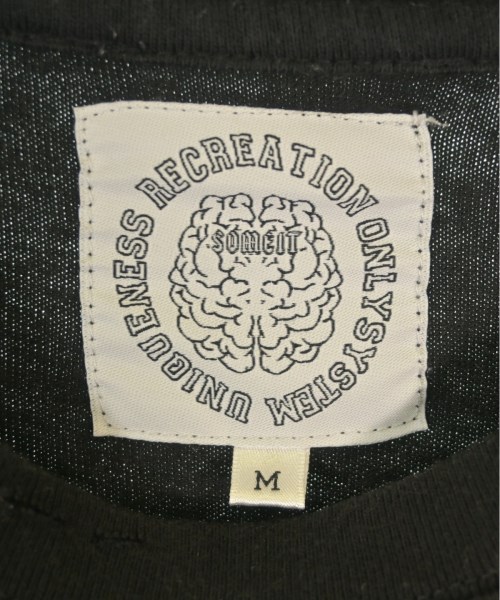 UNIQUENESS RECREATION ONLY SYSTEM
SOMEIT
M